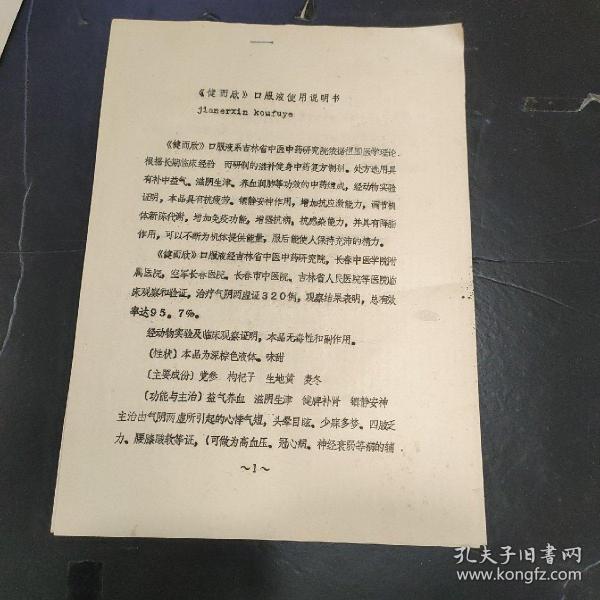 《健而欣》口服液使用说明书
jianerxin koufuye
《健而欣》口服液系吉林省中医中药研究院依据祖国医学理论.
根据长期临床经验 而研制的滋补健身中药复方制剂。处方选用具
有补中益气。滋阴生津。养血润肺等功效的中药组成,经动物实验
证明,本品具有抗疲劳。镇静安神作用,增加抗应激能力,调节机
体新陈代谢,增加免疫功能,增强抗病,抗感染能力,并具有降脂
作用,可以不断为机体提供能量,服后能使人保持充沛的精力。
《健而欣》口服液经吉林省中医中药研究院,长春中医学院附
属医院,空军长春医院。长春市中医院。吉林省人民医院等医院临
床观察和验证,治疗气阴两虚证320例,观察结果表明,总有效
率达95。7%。
经动物实验及临床观察证明,本品无毒性和副作用。
〔性状〕本品为深棕色液体。味甜
〔主要成份〕党参 枸杞子 生地黄 麦冬
〔功能与主治〕益气养血 滋阴生津 健脾补肾 镇静安神
主治由气阴两虚所引起的心悸气短,头晕目眩。少寐多梦。四肢乏
力。腰膝酸软等证,(可做为高血压。冠心病。神经衰弱等病的辅.
~1~
孔夫子旧书网
www.kongfz.com